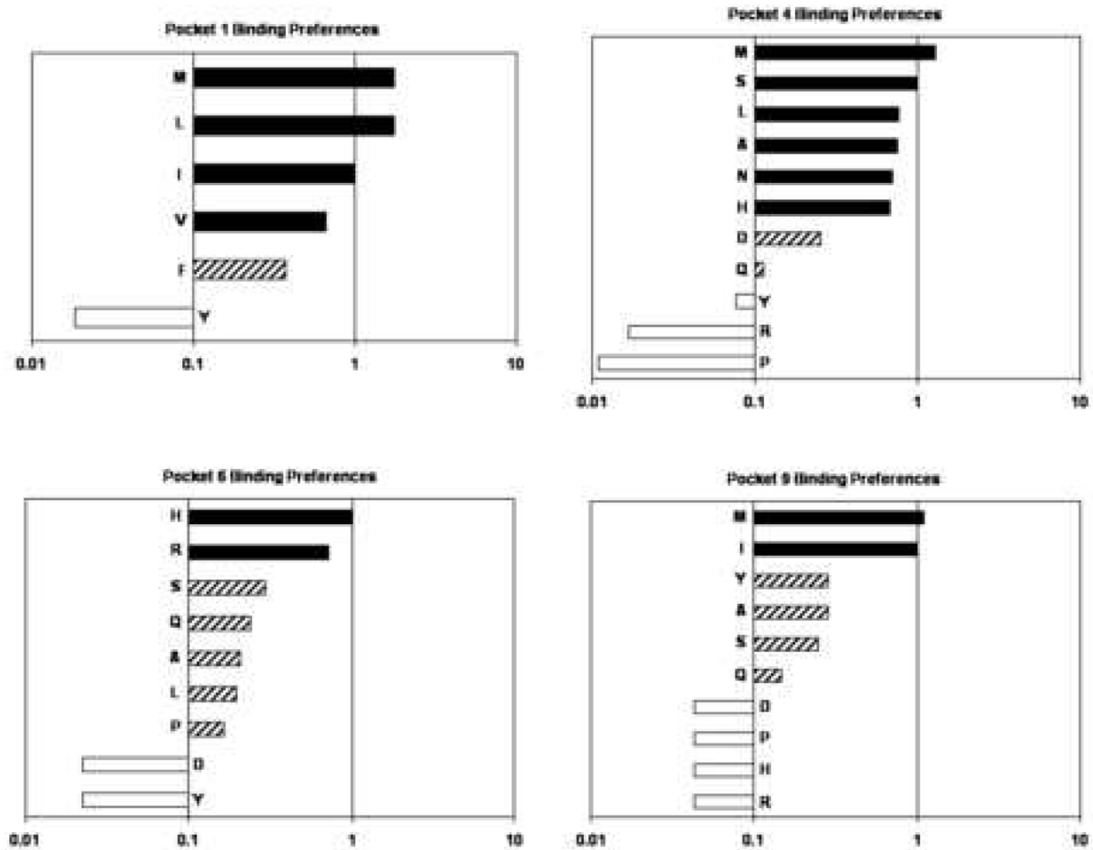 Pocket 1 Binding Preferences
M
L
I
V
F
Y
0.01 0.1 1 10
Pocket 4 Binding Preferences
M
S
L
A
N
H
D
Q
Y
R
P
0.01 0.1 1 10
Pocket 6 Binding Preferences
H
R
S
Q
A
L
P
D
Y
0.01 0.1 1 10
Pocket 9 Binding Preferences
M
I
Y
A
S
Q
D
P
H
R
0.01 0.1 1 10